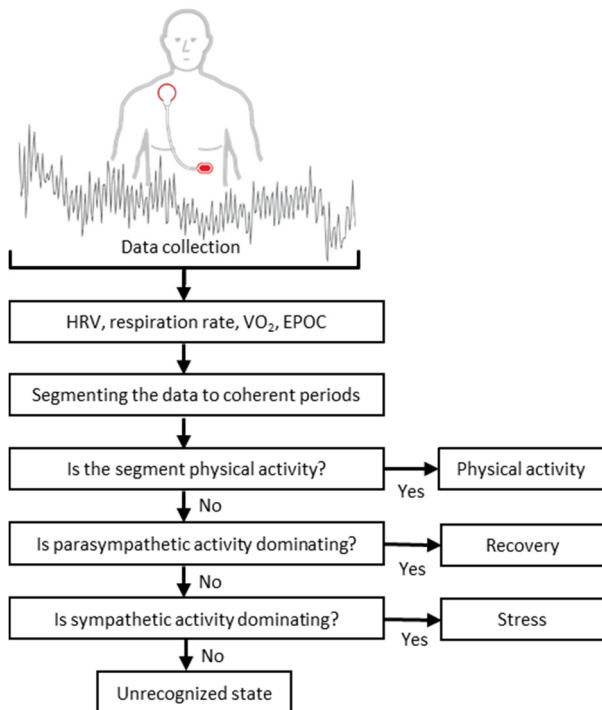 Data collection
HRV, respiration rate, VO₂, EPOC
Segmenting the data to coherent periods
Is the segment physical activity?
Yes
Physical activity
No
Is parasympathetic activity dominating?
Yes
Recovery
No
Is sympathetic activity dominating?
Yes
Stress
No
Unrecognized state